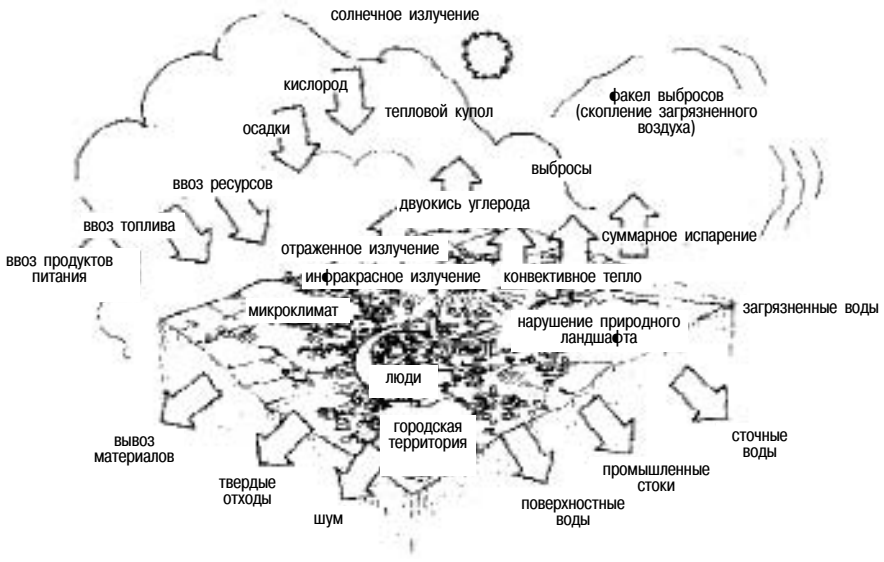 солнечное излучение
кислород
тепловой купол
факел выбросов
(скопление загрязненного
воздуха)
осадки
выбросы
ввоз ресурсов
двуокись углерода
ввоз топлива
суммарное испарение
отраженное излучение
ввоз продуктов
питания
инфракрасное излучение
конвективное тепло
микроклимат
загрязненные воды
нарушение природного
ландшафта
люди
городская
территория
вывоз
материалов
сточные
воды
твердые
отходы
промышленные
стоки
поверхностные
воды
шум